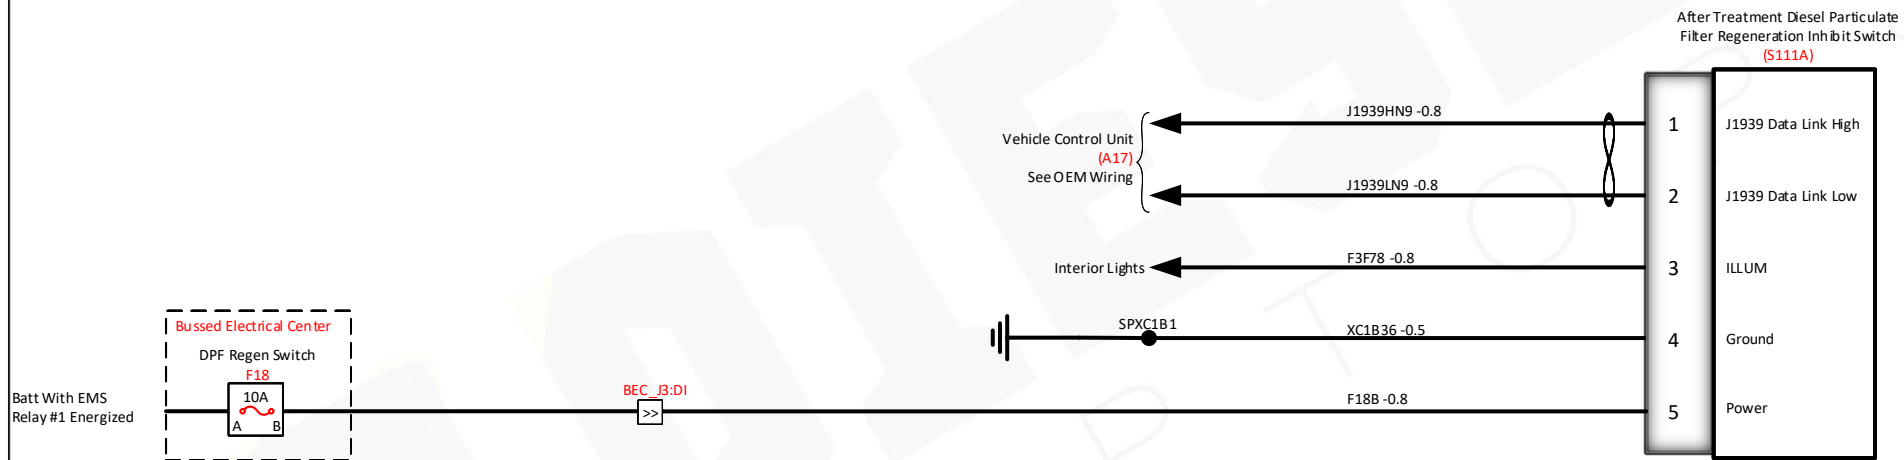 After Treatment Diesel Particulate
Filter Regeneration Inhibit Switch
(S111A)
J1939HN9 -0.8
1
J1939 Data Link High
Vehicle Control Unit
(A17)
See OEM Wiring
J1939LN9 -0.8
2
J1939 Data Link Low
Interior Lights
F3F78 -0.8
3
ILLUM
SPXC1B1
XC1B36 -0.5
4
Ground
Bussed Electrical Center
DPF Regen Switch
F18
10A
A B
Batt With EMS
Relay #1 Energized
BEC_J3:DI
>>
F18B -0.8
5
Power